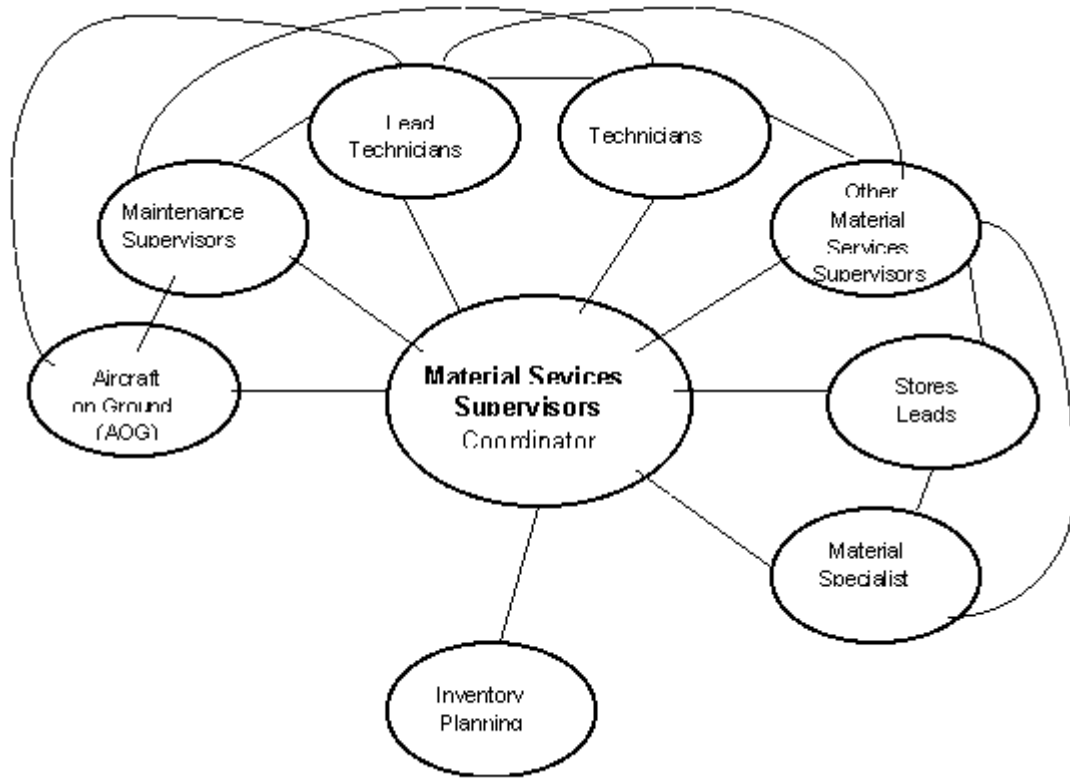 Lead
Technicians
Technicians
Maintenance
Supervisors
Other
Material
Services
Supervisors
Aircraft
on Ground
(AOG)
Material Sevices
Supervisors
Coordinator
Stores
Leads
Material
Specialist
Inventory
Planning